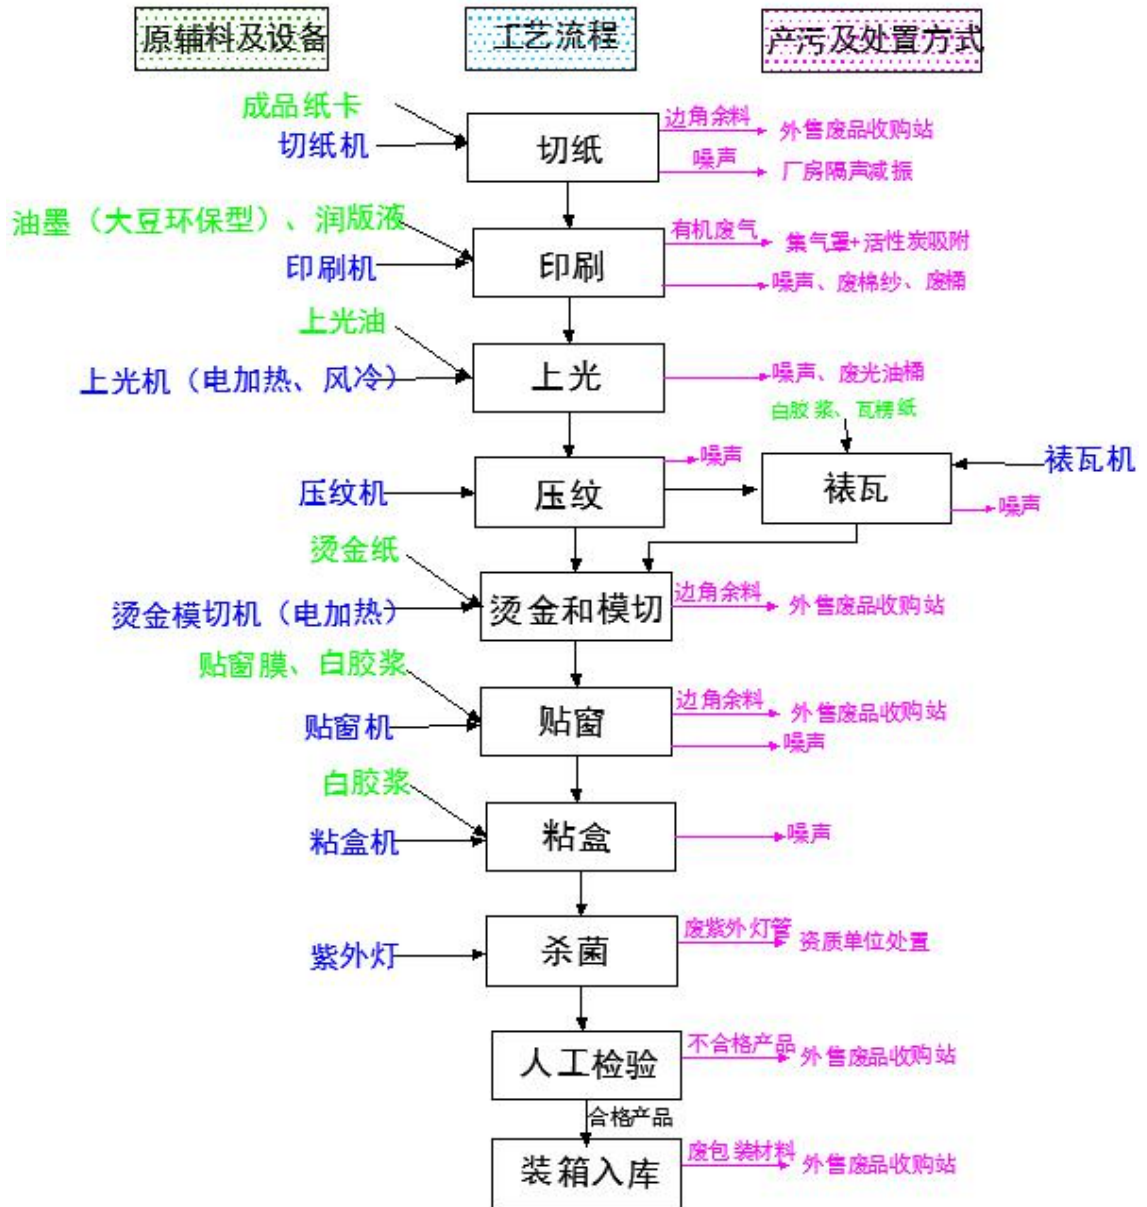 原辅料及设备
工艺流程
产污及处置方式
成品纸卡
切纸机
切纸
边角余料
外售废品收购站
噪声
厂房隔声减振
油墨（大豆环保型）、润版液
印刷机
印刷
有机废气
集气罩+活性炭吸附
噪声、废棉纱、废桶
上光油
上光机（电加热、风冷）
上光
噪声、废光油桶
白胶浆、瓦楞纸
压纹机
压纹
噪声
裱瓦
裱瓦机
噪声
烫金纸
烫金模切机（电加热）
烫金和模切
边角余料
外售废品收购站
贴窗膜、白胶浆
贴窗机
贴窗
边角余料
外售废品收购站
噪声
白胶浆
粘盒机
粘盒
噪声
紫外灯
杀菌
废紫外灯管
资质单位处置
人工检验
不合格产品
外售废品收购站
合格产品
装箱入库
废包装材料
外售废品收购站